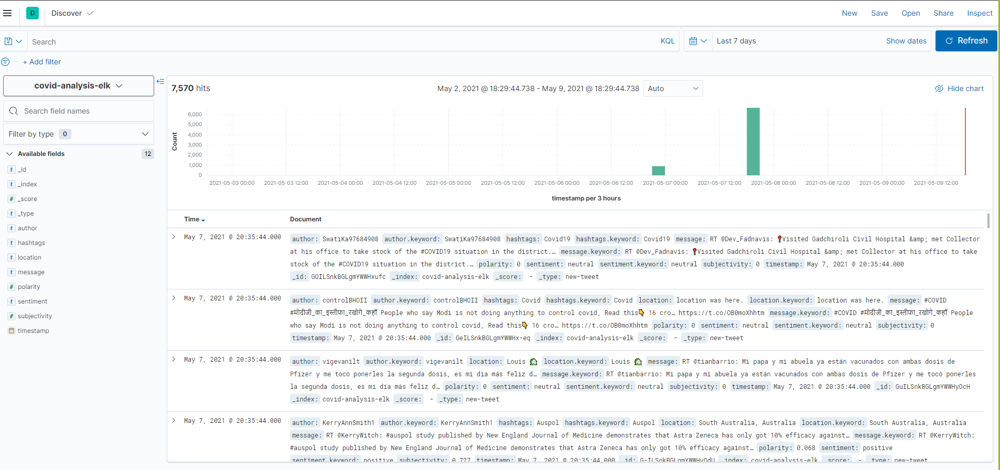 D Discover New Save Open Share Inspect
Search KQL Last 7 days Show dates Refresh
+ Add filter
covid-analysis-elk
7,570 hits May 2, 2021 @ 18:29:44.738 - May 9, 2021 @ 18:29:44.738 Auto Hide chart
Search field names
Filter by type 0
Available fields 12
t _id
t _index
# _score
t _type
t author
t hashtags
t location
t message
# polarity
t sentiment
# subjectivity
timestamp
Count
6,000
5,000
4,000
3,000
2,000
1,000
0
2021-05-03 00:00 2021-05-03 12:00 2021-05-04 00:00 2021-05-04 12:00 2021-05-05 00:00 2021-05-05 12:00 2021-05-06 00:00 2021-05-06 12:00 2021-05-07 00:00 2021-05-07 12:00 2021-05-08 00:00 2021-05-08 12:00 2021-05-09 00:00 2021-05-09 12:00
timestamp per 3 hours
Time Document
May 7, 2021 @ 20:35:44.000 author: SwatiKa97684908 author.keyword: SwatiKa97684908 hashtags: Covid19 hashtags.keyword: Covid19 message: RT @Dev_Fadnavis: 📍Visited Gadchiroli Civil Hospital &amp; met Collector
at his office to take stock of the #COVID19 situation in the district.… message.keyword: RT @Dev_Fadnavis: 📍Visited Gadchiroli Civil Hospital &amp; met Collector at his office to take
stock of the #COVID19 situation in the district.… polarity: 0 sentiment: neutral sentiment.keyword: neutral subjectivity: 0 timestamp: May 7, 2021 @ 20:35:44.000
_id: GOILSnkBGLgmYWWHxufc _index: covid-analysis-elk _score: - _type: new-tweet
May 7, 2021 @ 20:35:44.000 author: controlBHOII author.keyword: controlBHOII hashtags: Covid hashtags.keyword: Covid location: location was here. location.keyword: location was here. message: #COVID
#मोदीजी_का_इस्तीफा_रखोगे_कहाँ People who say Modi is not doing anything to control covid, Read this👇 16 cro… https://t.co/OB0moXhhtm message.keyword: #COVID #मोदीजी_का_इस्तीफा_रखोगे_कहाँ People
who say Modi is not doing anything to control covid, Read this👇 16 cro… https://t.co/OB0moXhhtm polarity: 0 sentiment: neutral sentiment.keyword: neutral subjectivity: 0
timestamp: May 7, 2021 @ 20:35:44.000 _id: GeILSnkBGLgmYWWHx-eq _index: covid-analysis-elk _score: - _type: new-tweet
May 7, 2021 @ 20:35:44.000 author: vigevanilt author.keyword: vigevanilt location: Louis 🏡 location.keyword: Louis 🏡 message: RT @tianbarrio: Mi papa y mi abuela ya están vacunados con ambas dosis de
Pfizer y me tocó ponerles la segunda dosis, es mi día más feliz d… message.keyword: RT @tianbarrio: Mi papa y mi abuela ya están vacunados con ambas dosis de Pfizer y me tocó ponerles
la segunda dosis, es mi día más feliz d… polarity: 0 sentiment: neutral sentiment.keyword: neutral subjectivity: 0 timestamp: May 7, 2021 @ 20:35:44.000 _id: GuILSnkBGLgmYWWHyOcH
_index: covid-analysis-elk _score: - _type: new-tweet
May 7, 2021 @ 20:35:44.000 author: KerryAnnSmith1 author.keyword: KerryAnnSmith1 hashtags: Auspol hashtags.keyword: Auspol location: South Australia, Australia location.keyword: South Australia, Australia
message: RT @KerryWitch: #auspol study published by New England Journal of Medicine demonstrates that Astra Zeneca has only got 10% efficacy against… message.keyword: RT @KerryWitch:
#auspol study published by New England Journal of Medicine demonstrates that Astra Zeneca has only got 10% efficacy against… polarity: 0.068 sentiment: positive
sentiment.keyword: positive subjectivity: 0.727 timestamp: May 7, 2021 @ 20:35:44.000 _id: G-ILSnkBGLgmYWWHyOdU _index: covid-analysis-elk _score: - _type: new-tweet